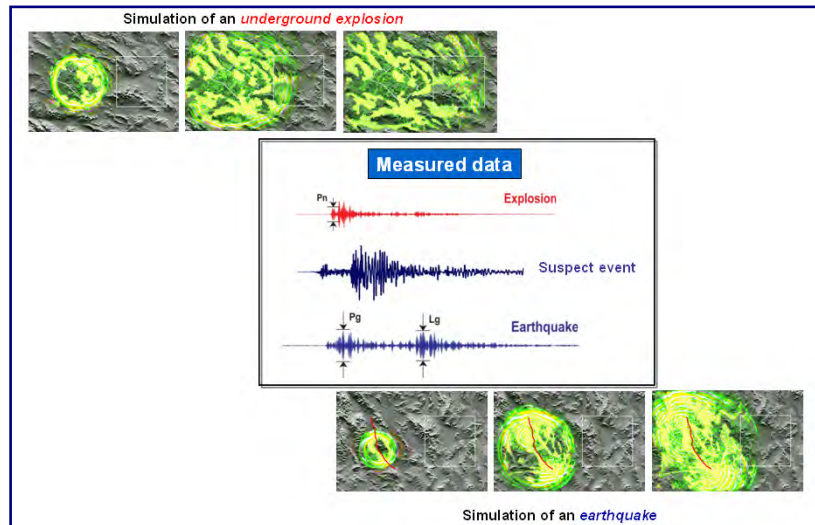 Simulation of an underground explosion
Measured data
Pn
Explosion
Suspect event
Pg
Lg
Earthquake
Simulation of an earthquake